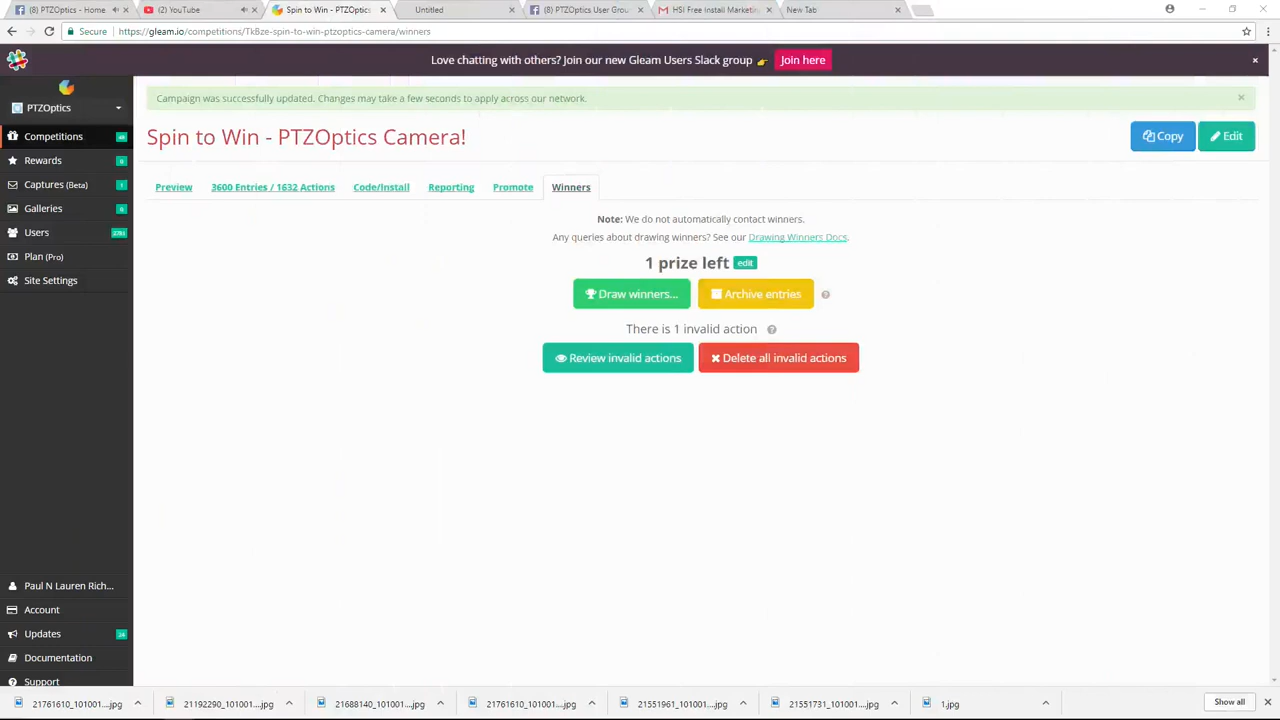 (8) PTZOptics - Home
(2) YouTube
Spin to Win - PTZOptics
Untitled
(8) PTZOptics User Grou
HSI Free Install Marketin
New Tab
Secure
https://gleam.io/competitions/TkBze-spin-to-win-ptzoptics-camera/winners
Love chatting with others? Join our new Gleam Users Slack group
Join here
PTZOptics
Competitions 48
Rewards 0
Captures (Beta) 1
Galleries 0
Users
Plan (Pro)
Site Settings
Paul N Lauren Rich...
Account
Updates 24
Documentation
Support
Campaign was successfully updated. Changes may take a few seconds to apply across our network.
Spin to Win - PTZOptics Camera!
Copy
Edit
Preview
3600 Entries / 1632 Actions
Code/Install
Reporting
Promote
Winners
Note: We do not automatically contact winners.
Any queries about drawing winners? See our Drawing Winners Docs.
1 prize left edit
Draw winners...
Archive entries
There is 1 invalid action
Review invalid actions
Delete all invalid actions
21761610_101001....jpg
21192290_101001....jpg
21688140_101001....jpg
21761610_101001....jpg
21551961_101001....jpg
21551731_101001....jpg
1.jpg
Show all